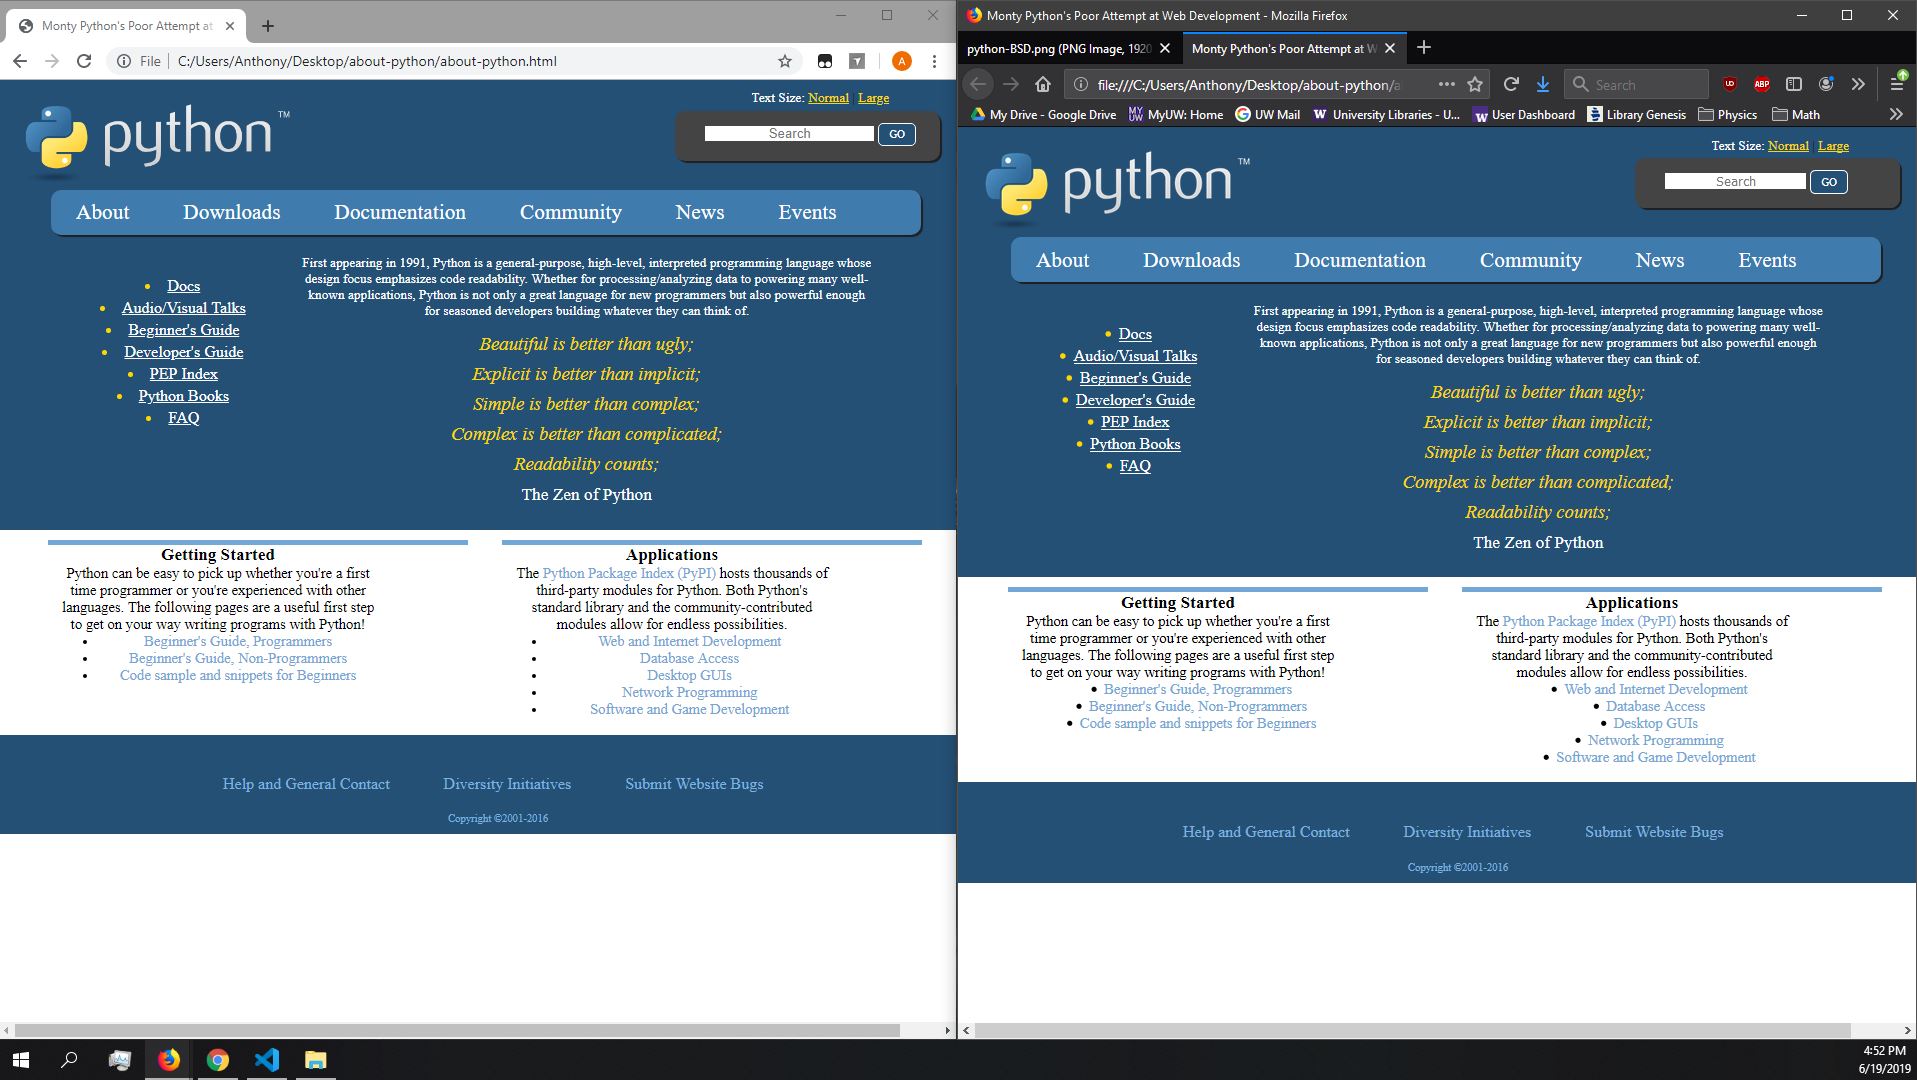 Monty Python's Poor Attempt at
File
C:/Users/Anthony/Desktop/about-python/about-python.html
A
Text Size: Normal | Large
python™
Search
GO
About
Downloads
Documentation
Community
News
Events
Docs
Audio/Visual Talks
Beginner's Guide
Developer's Guide
PEP Index
Python Books
FAQ
First appearing in 1991, Python is a general-purpose, high-level, interpreted programming language whose
design focus emphasizes code readability. Whether for processing/analyzing data to powering many well-
known applications, Python is not only a great language for new programmers but also powerful enough
for seasoned developers building whatever they can think of.
Beautiful is better than ugly;
Explicit is better than implicit;
Simple is better than complex;
Complex is better than complicated;
Readability counts;
The Zen of Python
Getting Started
Python can be easy to pick up whether you're a first
time programmer or you're experienced with other
languages. The following pages are a useful first step
to get on your way writing programs with Python!
Beginner's Guide, Programmers
Beginner's Guide, Non-Programmers
Code sample and snippets for Beginners
Applications
The Python Package Index (PyPI) hosts thousands of
third-party modules for Python. Both Python's
standard library and the community-contributed
modules allow for endless possibilities.
Web and Internet Development
Database Access
Desktop GUIs
Network Programming
Software and Game Development
Help and General Contact
Diversity Initiatives
Submit Website Bugs
Copyright ©2001-2016
Monty Python's Poor Attempt at Web Development - Mozilla Firefox
python-BSD.png (PNG Image, 1920
Monty Python's Poor Attempt at W
file:///C:/Users/Anthony/Desktop/about-python/a
Search
ABP
My Drive - Google Drive
MyUW: Home
UW Mail
University Libraries - U...
User Dashboard
Library Genesis
Physics
Math
Text Size: Normal | Large
python™
Search
GO
About
Downloads
Documentation
Community
News
Events
Docs
Audio/Visual Talks
Beginner's Guide
Developer's Guide
PEP Index
Python Books
FAQ
First appearing in 1991, Python is a general-purpose, high-level, interpreted programming language whose
design focus emphasizes code readability. Whether for processing/analyzing data to powering many well-
known applications, Python is not only a great language for new programmers but also powerful enough
for seasoned developers building whatever they can think of.
Beautiful is better than ugly;
Explicit is better than implicit;
Simple is better than complex;
Complex is better than complicated;
Readability counts;
The Zen of Python
Getting Started
Python can be easy to pick up whether you're a first
time programmer or you're experienced with other
languages. The following pages are a useful first step
to get on your way writing programs with Python!
Beginner's Guide, Programmers
Beginner's Guide, Non-Programmers
Code sample and snippets for Beginners
Applications
The Python Package Index (PyPI) hosts thousands of
third-party modules for Python. Both Python's
standard library and the community-contributed
modules allow for endless possibilities.
Web and Internet Development
Database Access
Desktop GUIs
Network Programming
Software and Game Development
Help and General Contact
Diversity Initiatives
Submit Website Bugs
Copyright ©2001-2016
4:52 PM
6/19/2019